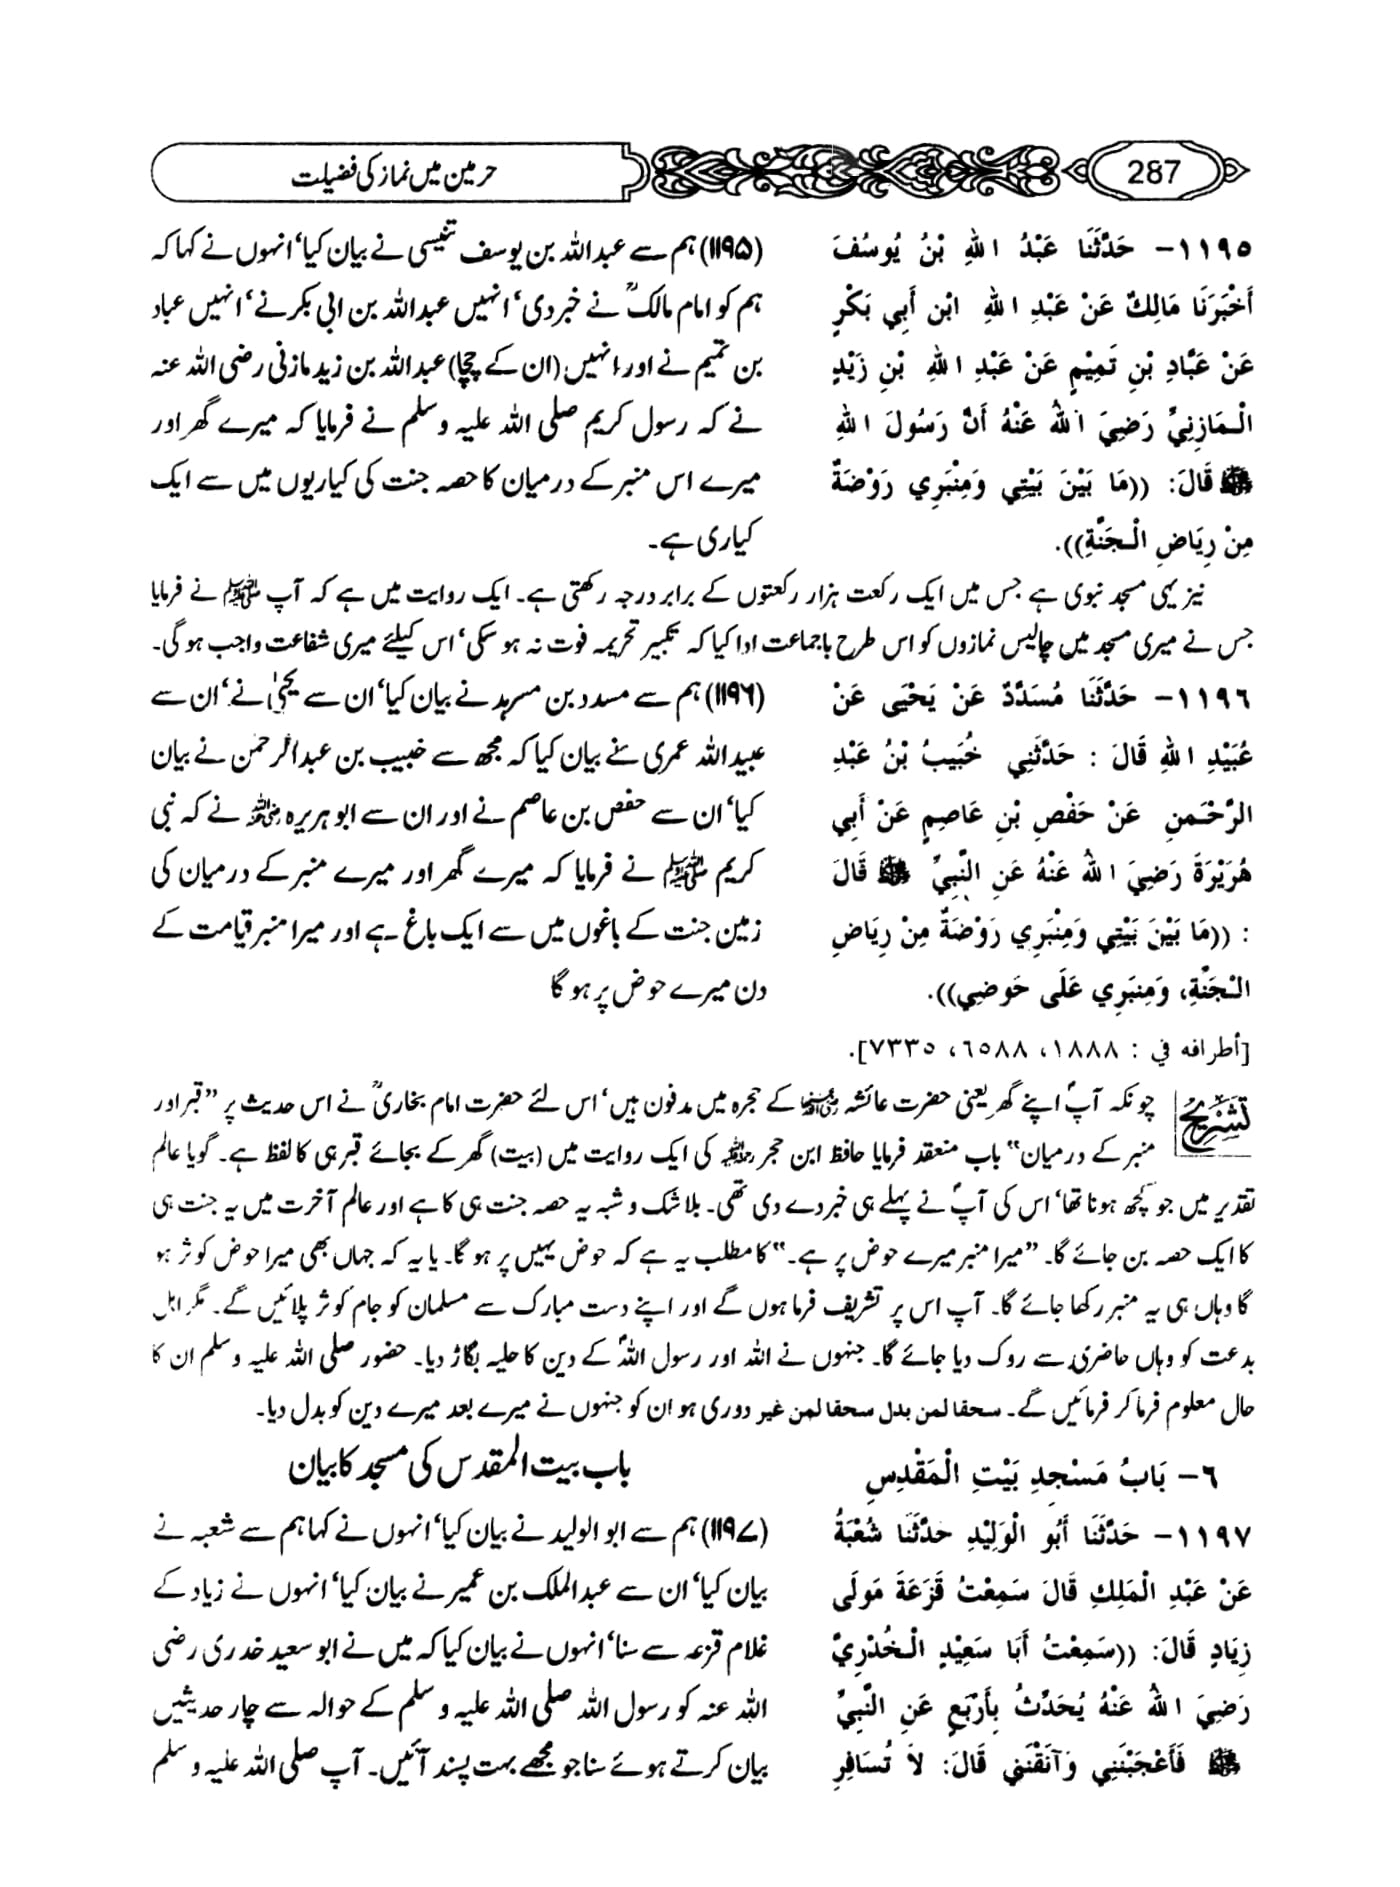 287
حرمین میں نماز کی فضیلت
١١٩٥- حَدَّثَنَا عَبْدُ اللهِ بْنُ يُوسُفَ
أَخْبَرَنَا مَالِكٌ عَنْ عَبْدِ اللهِ ابْنِ أَبِي بَكْرٍ
عَنْ عَبَّادِ بْنِ تَمِيْمٍ عَنْ عَبْدِ اللهِ بْنِ زَيْدٍ
الْمَازِنِيِّ رَضِيَ اللهُ عَنْهُ أَنَّ رَسُولَ اللهِ
ﷺ قَالَ: ((مَا بَيْنَ بَيْتِي وَمِنْبَرِي رَوْضَةٌ
مِنْ رِيَاضِ الْجَنَّةِ)).
(۱۱۹۵) ہم سے عبداللہ بن یوسف تنیسی نے بیان کیا‘ انہوں نے کہا کہ
ہم کو امام مالکؒ نے خبر دی‘ انہیں عبداللہ بن ابی بکر نے‘ انہیں عباد
بن تمیم نے اور انہیں (ان کے چچا) عبداللہ بن زید مازنی رضی اللہ عنہ
نے کہ رسول کریم صلی اللہ علیہ وسلم نے فرمایا کہ میرے گھر اور
میرے اس منبر کے درمیان کا حصہ جنت کی کیاریوں میں سے ایک
کیاری ہے۔
نیز یہی مسجد نبوی ہے جس میں ایک رکعت ہزار رکعتوں کے برابر درجہ رکھتی ہے۔ ایک روایت میں ہے کہ آپ ﷺ نے فرمایا
جس نے میری مسجد میں چالیس نمازوں کو اس طرح باجماعت ادا کیا کہ تکبیر تحریمہ فوت نہ ہو سکی‘ اس کیلئے میری شفاعت واجب ہو گی۔
١١٩٦- حَدَّثَنَا مُسَدَّدٌ عَنْ يَحْيَى عَنْ
عُبَيْدِ اللهِ قَالَ : حَدَّثَنِي خُبَيبُ بْنُ عَبْدِ
الرَّحْمنِ عَنْ حَفْصِ بْنِ عَاصِمٍ عَنْ أَبِي
هُرَيْرَةَ رَضِيَ اللهُ عَنْهُ عَنِ النَّبِيِّ ﷺ قَالَ
: ((مَا بَيْنَ بَيْتِي وَمِنْبَرِي رَوْضَةٌ مِنْ رِيَاضِ
الْجَنَّةِ، وَمِنبَرِي عَلَى حَوضِي)).
[أطرافه في : ١٨٨٨، ٦٥٨٨، ٧٣٣٥].
(۱۱۹۶) ہم سے مسدد بن مسرہد نے بیان کیا‘ ان سے یحییٰ نے‘ ان سے
عبیداللہ عمری نے بیان کیا کہ مجھ سے خبیب بن عبدالرحمن نے بیان
کیا‘ ان سے حفص بن عاصم نے اور ان سے ابو ہریرہ رضی اللہ عنہ نے کہ نبی
کریم ﷺ نے فرمایا کہ میرے گھر اور میرے منبر کے درمیان کی
زمین جنت کے باغوں میں سے ایک باغ ہے اور میرا منبر قیامت کے
دن میرے حوض پر ہو گا
تشریح
چونکہ آپؐ اپنے گھر یعنی حضرت عائشہ رضی اللہ عنہا کے حجرہ میں مدفون ہیں‘ اس لئے حضرت امام بخاریؒ نے اس حدیث پر ”قبر اور
منبر کے درمیان“ باب منعقد فرمایا حافظ ابن حجر رحمہ اللہ کی ایک روایت میں (بیت) گھر کے بجائے قبر ہی کا لفظ ہے۔ گویا عالم
تقدیر میں جو کچھ ہونا تھا‘ اس کی آپؐ نے پہلے ہی خبر دے دی تھی۔ بلا شک و شبہ یہ حصہ جنت ہی کا ہے اور عالم آخرت میں یہ جنت ہی
کا ایک حصہ بن جائے گا۔ ”میرا منبر میرے حوض پر ہے۔“ کا مطلب یہ ہے کہ حوض یہیں پر ہو گا۔ یا یہ کہ جہاں بھی میرا حوض کوثر ہو
گا وہاں ہی یہ منبر رکھا جائے گا۔ آپ اس پر تشریف فرما ہوں گے اور اپنے دست مبارک سے مسلمان کو جام کوثر پلائیں گے۔ مگر اہل
بدعت کو وہاں حاضری سے روک دیا جائے گا۔ جنہوں نے اللہ اور رسول اللہؐ کے دین کا حلیہ بگاڑ دیا۔ حضور صلی اللہ علیہ وسلم ان کا
حال معلوم فرما کر فرمائیں گے۔ سحقا لمن بدل سحقا لمن غیر دوری ہو ان کو جنہوں نے میرے بعد میرے دین کو بدل دیا۔
٦- بَابُ مَسْجِدِ بَيْتِ الْمَقْدِسِ
باب بیت المقدس کی مسجد کا بیان
١١٩٧- حَدَّثَنَا أَبُو الْوَلِيْدِ حَدَّثَنَا شُعْبَةُ
عَنْ عَبْدِ الْمَلِكِ قَالَ سَمِعْتُ قَزَعَةَ مَولَى
زِيَادٍ قَالَ: ((سَمِعْتُ أَبَا سَعِيْدٍ الْخُدْرِيَّ
رَضِيَ اللهُ عَنْهُ يُحَدِّثُ بِأَرْبَعٍ عَنِ النَّبِيِّ
ﷺ فَأَعْجَبْنَنِي وَآنَقْنَنِي قَالَ: لاَ تُسَافِرِ
(۱۱۹۷) ہم سے ابو الولید نے بیان کیا‘ انہوں نے کہا ہم سے شعبہ نے
بیان کیا‘ ان سے عبدالملک بن عمیر نے بیان کیا‘ انہوں نے زیاد کے
غلام قزعہ سے سنا‘ انہوں نے بیان کیا کہ میں نے ابو سعید خدری رضی
اللہ عنہ کو رسول اللہ صلی اللہ علیہ وسلم کے حوالہ سے چار حدیثیں
بیان کرتے ہوئے سنا جو مجھے بہت پسند آئیں۔ آپ صلی اللہ علیہ وسلم